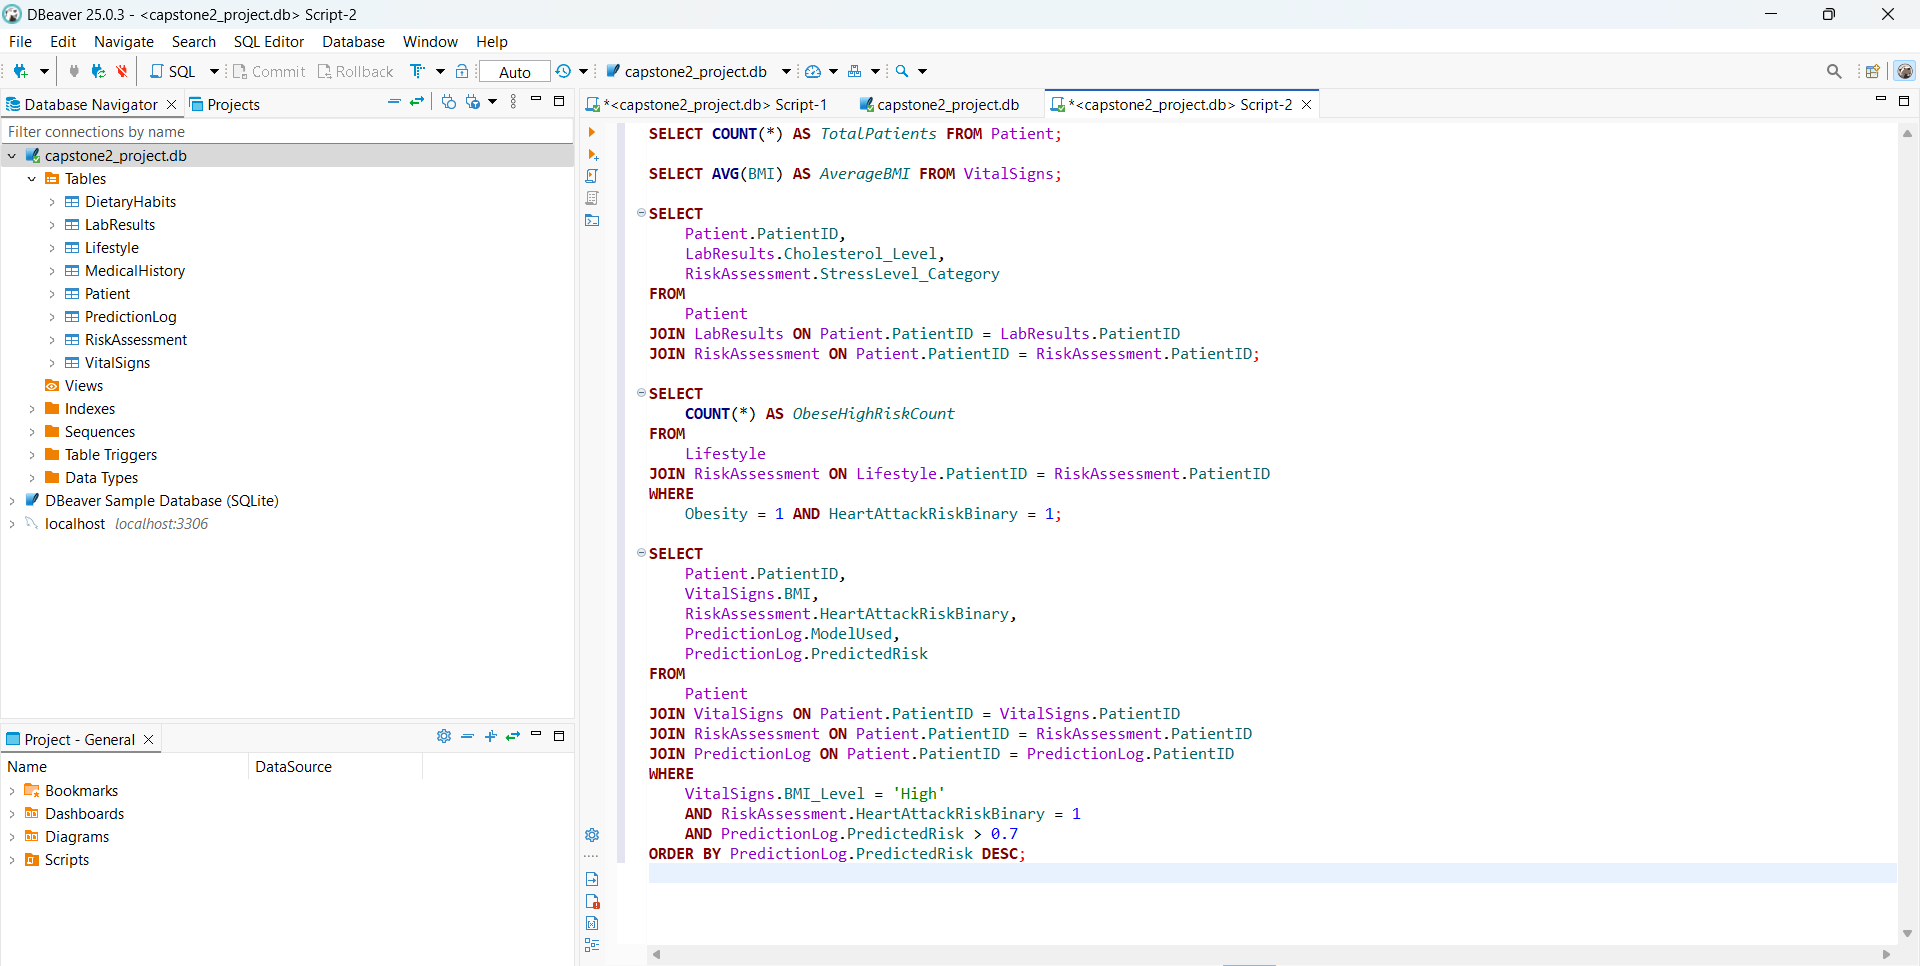 DBeaver 25.0.3 - <capstone2_project.db> Script-2
File Edit Navigate Search SQL Editor Database Window Help
SQL Commit Rollback Auto capstone2_project.db
Database Navigator Projects
Filter connections by name
capstone2_project.db
Tables
DietaryHabits
LabResults
Lifestyle
MedicalHistory
Patient
PredictionLog
RiskAssessment
VitalSigns
Views
Indexes
Sequences
Table Triggers
Data Types
DBeaver Sample Database (SQLite)
localhost localhost:3306
Project - General
Name DataSource
Bookmarks
Dashboards
Diagrams
Scripts
*<capstone2_project.db> Script-1 capstone2_project.db *<capstone2_project.db> Script-2
SELECT COUNT(*) AS TotalPatients FROM Patient;
SELECT AVG(BMI) AS AverageBMI FROM VitalSigns;
SELECT
Patient.PatientID,
LabResults.Cholesterol_Level,
RiskAssessment.StressLevel_Category
FROM
Patient
JOIN LabResults ON Patient.PatientID = LabResults.PatientID
JOIN RiskAssessment ON Patient.PatientID = RiskAssessment.PatientID;
SELECT
COUNT(*) AS ObeseHighRiskCount
FROM
Lifestyle
JOIN RiskAssessment ON Lifestyle.PatientID = RiskAssessment.PatientID
WHERE
Obesity = 1 AND HeartAttackRiskBinary = 1;
SELECT
Patient.PatientID,
VitalSigns.BMI,
RiskAssessment.HeartAttackRiskBinary,
PredictionLog.ModelUsed,
PredictionLog.PredictedRisk
FROM
Patient
JOIN VitalSigns ON Patient.PatientID = VitalSigns.PatientID
JOIN RiskAssessment ON Patient.PatientID = RiskAssessment.PatientID
JOIN PredictionLog ON Patient.PatientID = PredictionLog.PatientID
WHERE
VitalSigns.BMI_Level = 'High'
AND RiskAssessment.HeartAttackRiskBinary = 1
AND PredictionLog.PredictedRisk > 0.7
ORDER BY PredictionLog.PredictedRisk DESC;